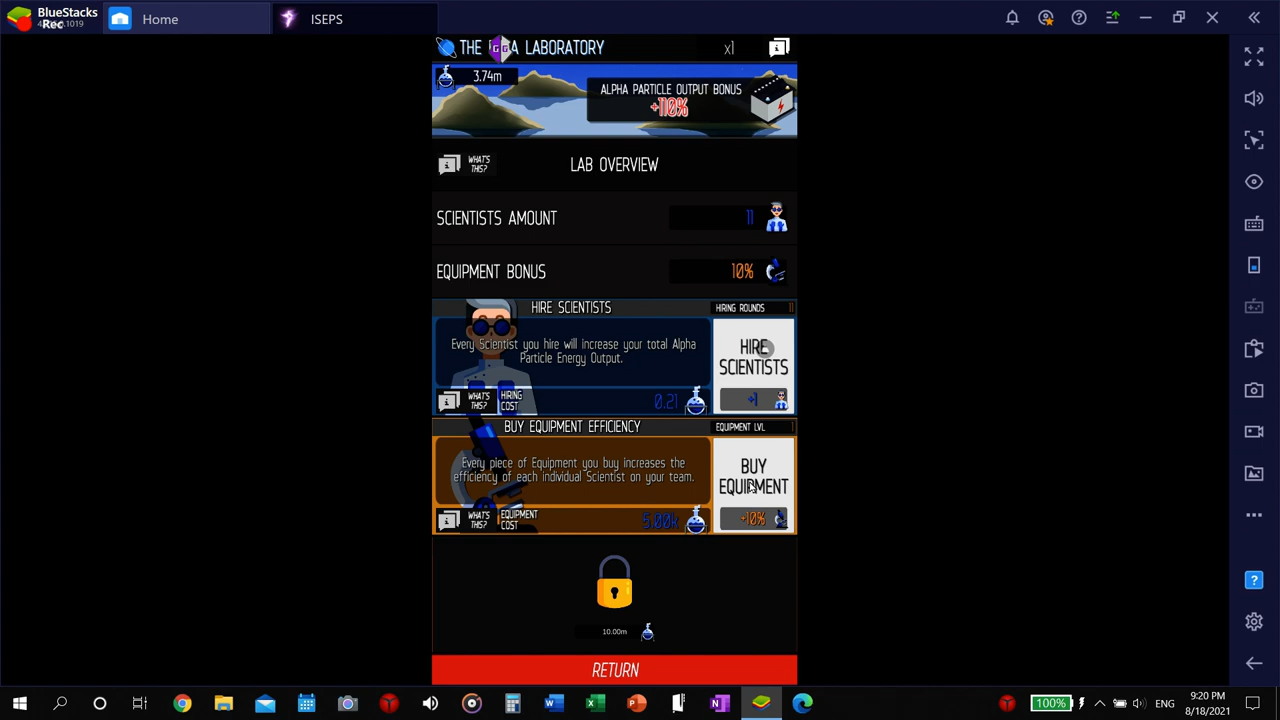 BlueStacks
Rec
Home
ISEPS
THE
A LABORATORY
x1
3.74m
ALPHA PARTICLE OUTPUT BONUS
+110%
WHAT'S
THIS?
LAB OVERVIEW
SCIENTISTS AMOUNT
11
EQUIPMENT BONUS
10%
HIRE SCIENTISTS
HIRING ROUNDS
11
Every Scientist you hire will increase your total Alpha
Particle Energy Output.
HIRE
SCIENTISTS
WHAT'S
THIS?
HIRING
COST
0.21
+1
BUY EQUIPMENT EFFICIENCY
EQUIPMENT LVL
1
Every piece of Equipment you buy increases the
efficiency of each individual Scientist on your team.
BUY
EQUIPMENT
WHAT'S
THIS?
EQUIPMENT
COST
5.00k
+10%
10.00m
RETURN
100%
ENG
9:20 PM
8/18/2021